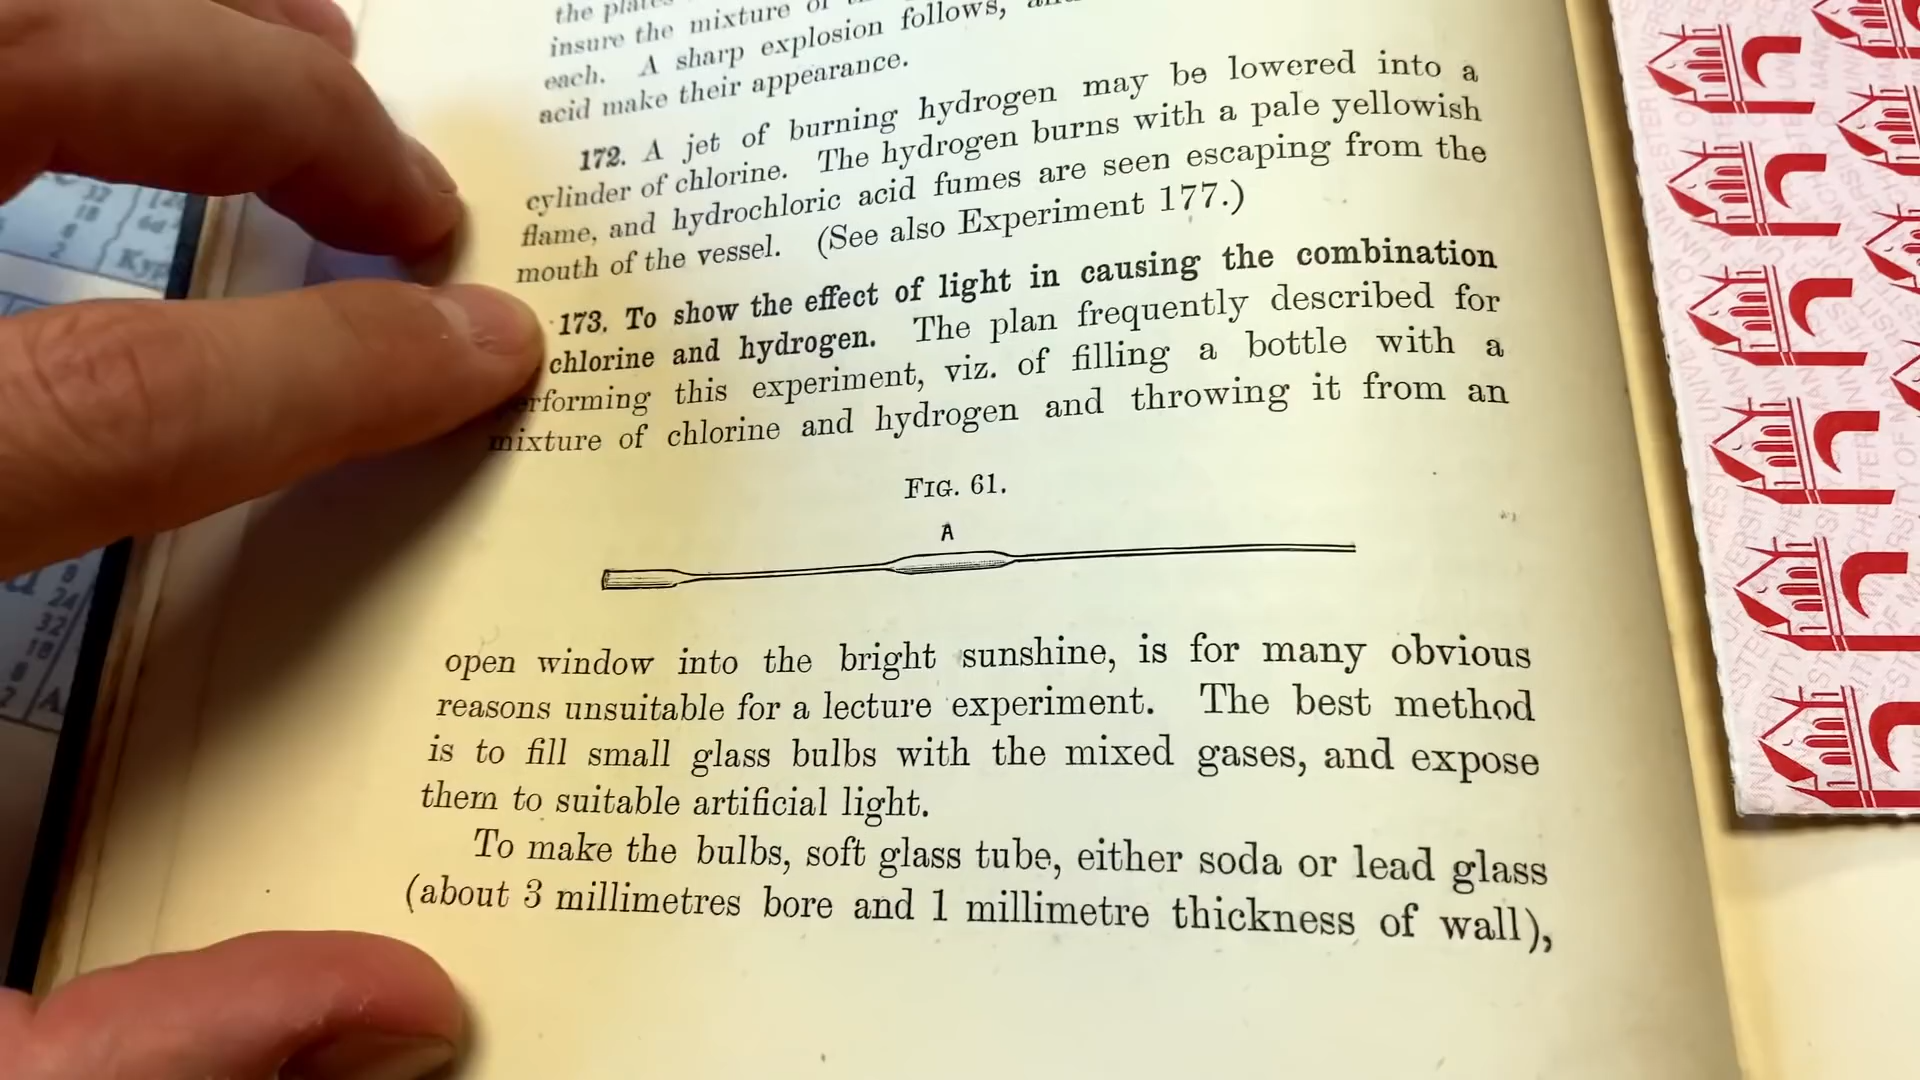 the plates
insure the mixture of
each. A sharp explosion follows,
acid make their appearance.
172. A jet of burning hydrogen may be lowered into a
cylinder of chlorine. The hydrogen burns with a pale yellowish
flame, and hydrochloric acid fumes are seen escaping from the
mouth of the vessel. (See also Experiment 177.)
173. To show the effect of light in causing the combination
chlorine and hydrogen. The plan frequently described for
erforming this experiment, viz. of filling a bottle with a
mixture of chlorine and hydrogen and throwing it from an
FIG. 61.
A
open window into the bright sunshine, is for many obvious
reasons unsuitable for a lecture experiment. The best method
is to fill small glass bulbs with the mixed gases, and expose
them to suitable artificial light.
To make the bulbs, soft glass tube, either soda or lead glass
(about 3 millimetres bore and 1 millimetre thickness of wall),